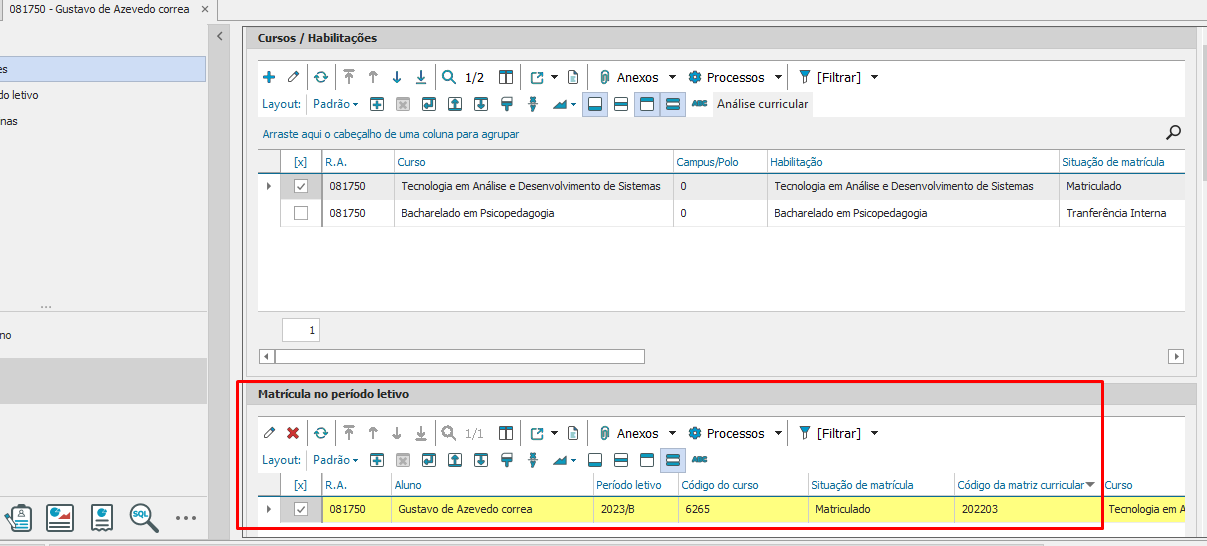 081750 - Gustavo de Azevedo correa
Cursos / Habilitações
es
1/2 Anexos Processos [Filtrar]
do letivo
Layout: Padrão ABC Análise curricular
nas
Arraste aqui o cabeçalho de uma coluna para agrupar
[x] R.A. Curso Campus/Polo Habilitação Situação de matrícula
081750 Tecnologia em Análise e Desenvolvimento de Sistemas 0 Tecnologia em Análise e Desenvolvimento de Sistemas Matriculado
081750 Bacharelado em Psicopedagogia 0 Bacharelado em Psicopedagogia Tranferência Interna
...
1
no
Matrícula no período letivo
1/1 Anexos Processos [Filtrar]
Layout: Padrão ABC
[x] R.A. Aluno Período letivo Código do curso Situação de matrícula Código da matriz curricular Curso
081750 Gustavo de Azevedo correa 2023/B 6265 Matriculado 202203 Tecnologia em A
SQL